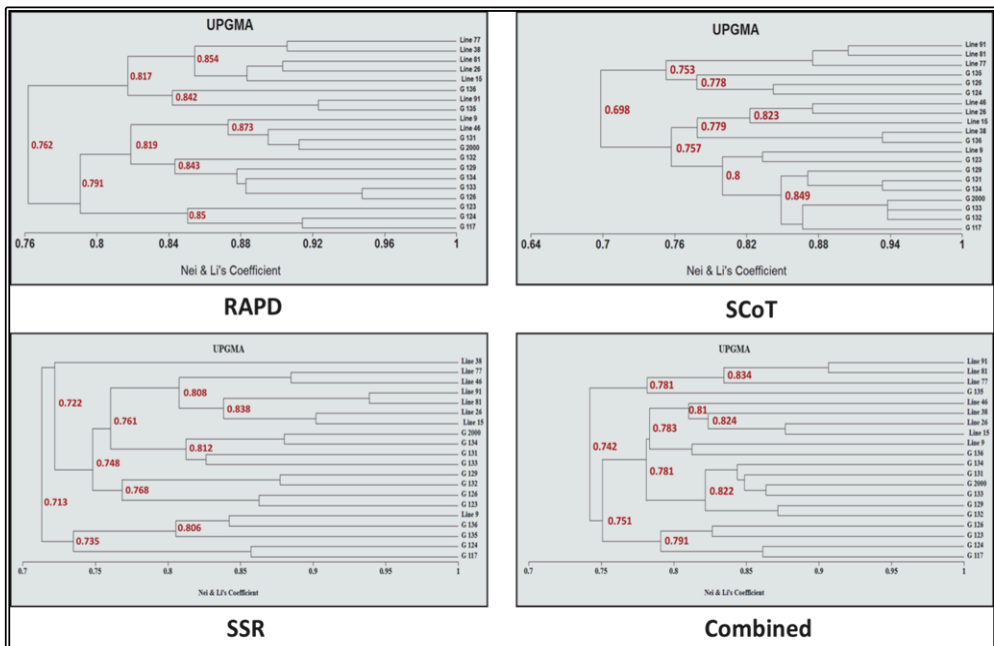 UPGMA
Line 77
Line 38
Line 81
Line 26
Line 15
G 136
Line 91
G 135
Line 9
Line 46
G 131
G 2000
G 132
G 129
G 134
G 133
G 126
G 123
G 124
G 117
0.854
0.817
0.842
0.873
0.762
0.819
0.843
0.791
0.85
0.76 0.8 0.84 0.88 0.92 0.96 1
Nei & Li's Coefficient
RAPD
UPGMA
Line 91
Line 81
Line 77
G 135
G 126
G 124
Line 46
Line 26
Line 15
Line 38
G 136
Line 9
G 123
G 129
G 131
G 134
G 2000
G 133
G 132
G 117
0.753
0.778
0.698
0.823
0.779
0.757
0.8
0.849
0.64 0.7 0.76 0.82 0.88 0.94 1
Nei & Li's Coefficient
SCoT
UPGMA
Line 38
Line 77
Line 46
Line 91
Line 81
Line 26
Line 15
G 2000
G 134
G 131
G 133
G 129
G 132
G 126
G 123
Line 9
G 136
G 135
G 124
G 117
0.722
0.808
0.838
0.761
0.812
0.748
0.768
0.713
0.806
0.735
0.7 0.75 0.8 0.85 0.9 0.95 1
Nei & Li's Coefficient
SSR
UPGMA
Line 91
Line 81
Line 77
G 135
Line 46
Line 38
Line 26
Line 15
Line 9
G 136
G 134
G 131
G 2000
G 133
G 129
G 132
G 126
G 123
G 124
G 117
0.834
0.781
0.81
0.824
0.783
0.742
0.781
0.822
0.751
0.791
0.7 0.75 0.8 0.85 0.9 0.95 1
Nei & Li's Coefficient
Combined